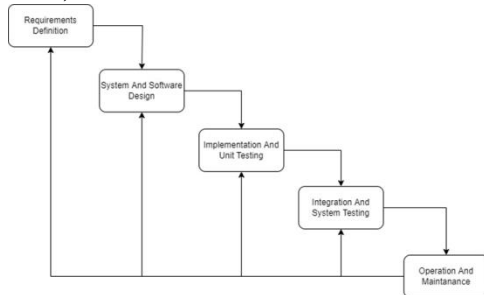 Requirements
Definition
System And Software
Design
Implementation And
Unit Testing
Integration And
System Testing
Operation And
Maintanance